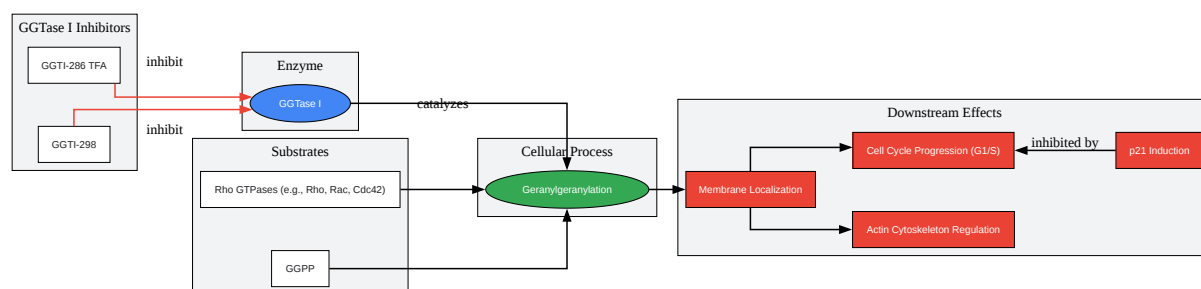 GGTase I Inhibitors
GGTI-286 TFA
inhibit
GGTI-298
inhibit
Enzyme
GGTase I
catalyzes
Substrates
Rho GTPases (e.g., Rho, Rac, Cdc42)
GGPP
Cellular Process
Geranylgeranylation
Downstream Effects
Membrane Localization
Cell Cycle Progression (G1/S)
inhibited by
p21 Induction
Actin Cytoskeleton Regulation